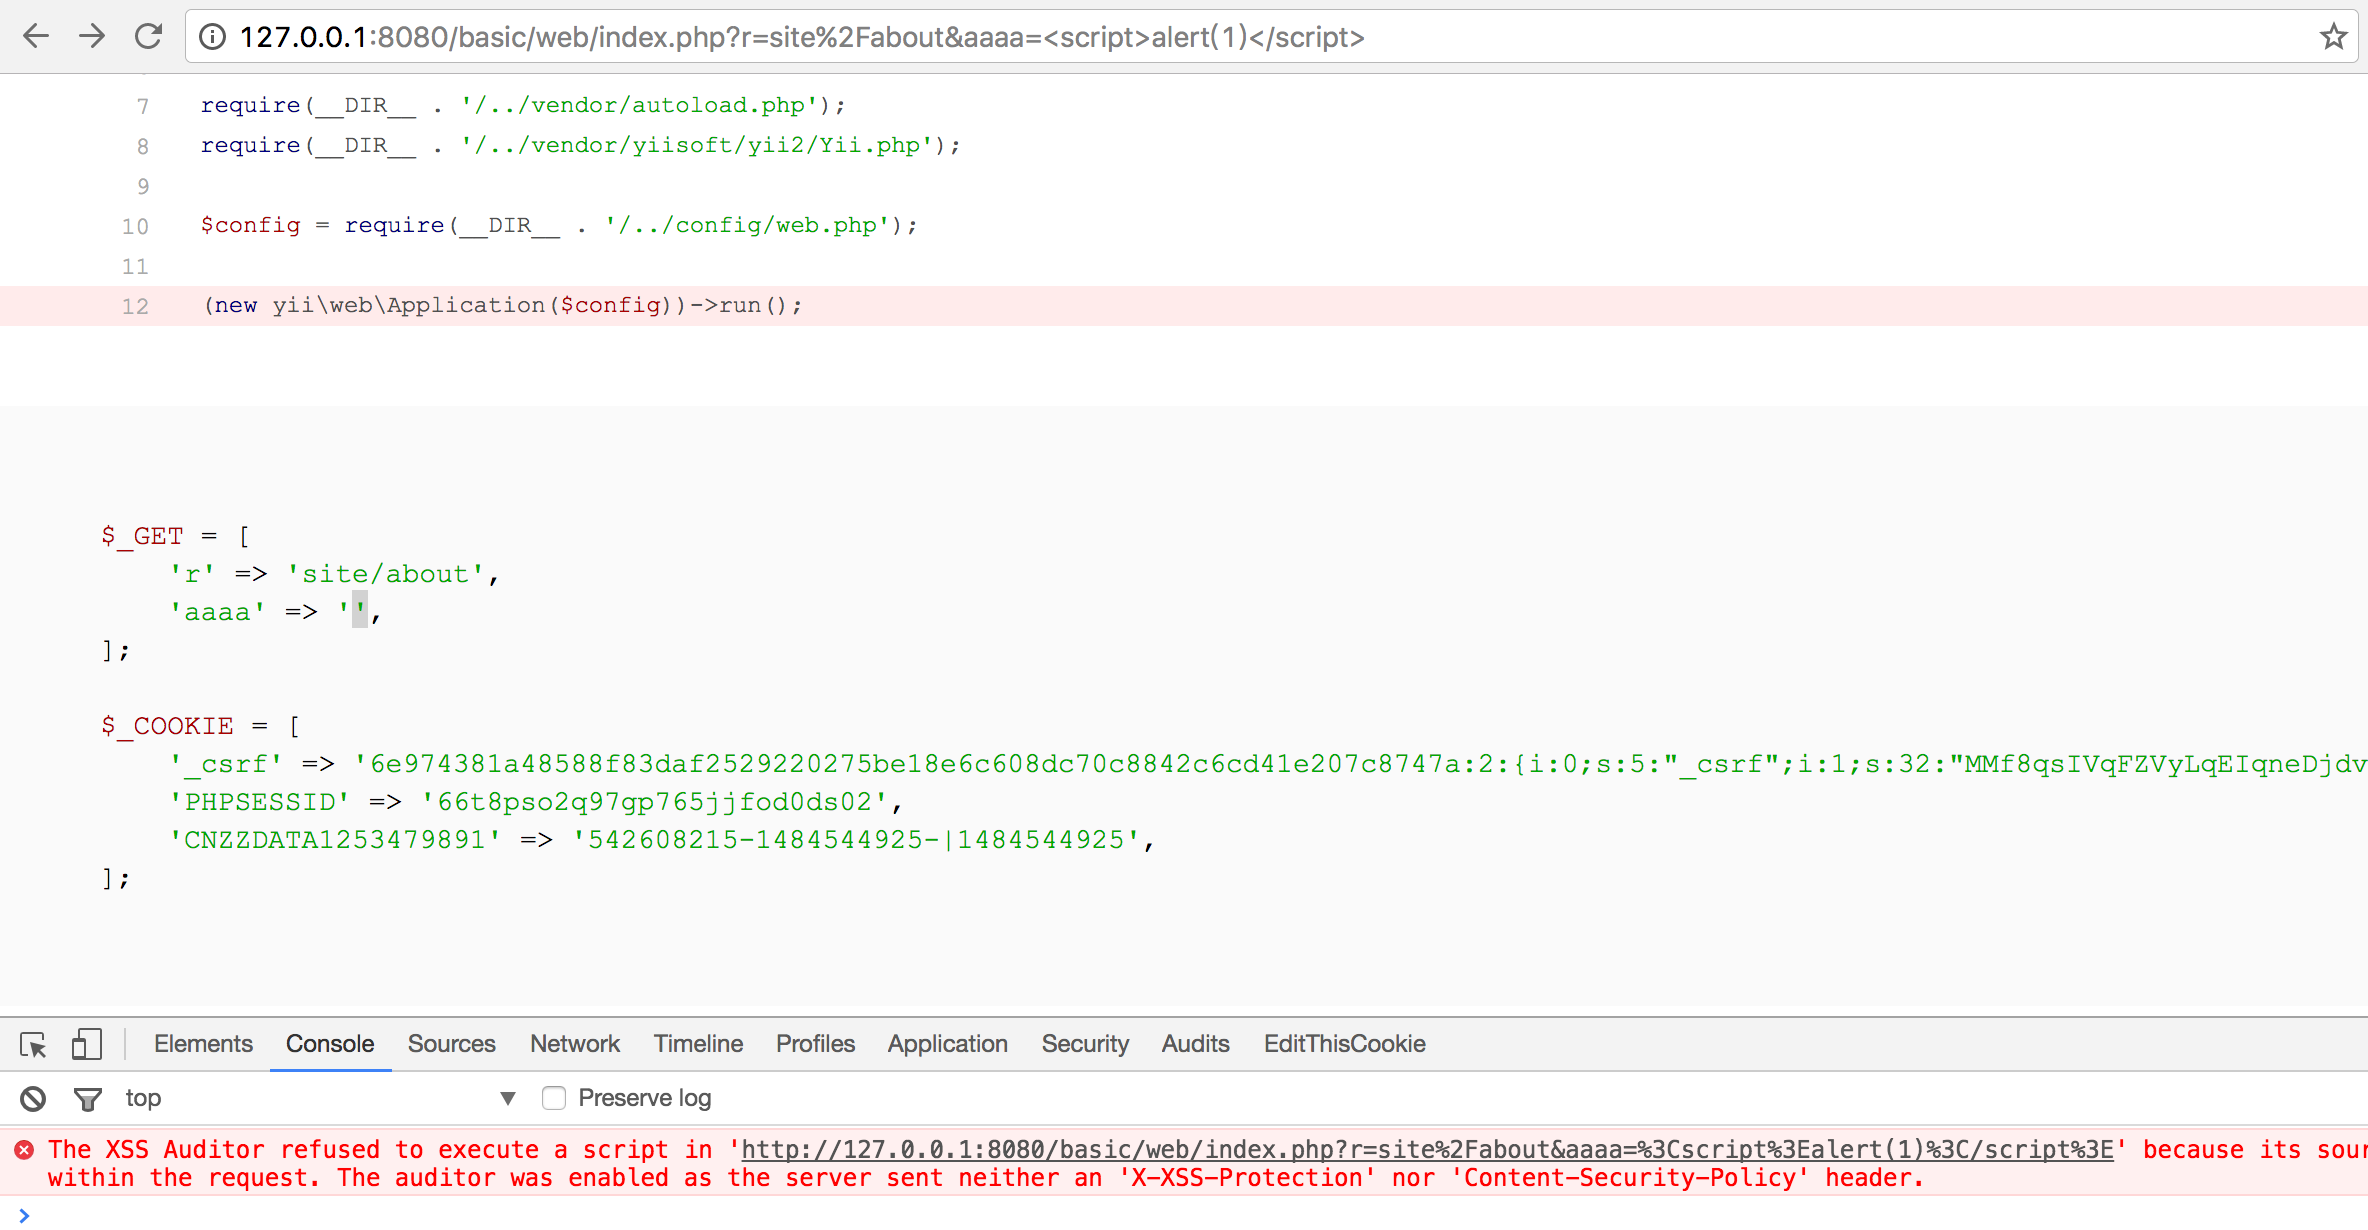 127.0.0.1:8080/basic/web/index.php?r=site%2Fabout&aaaa=<script>alert(1)</script>
7 require(__DIR__ . '/../vendor/autoload.php');
8 require(__DIR__ . '/../vendor/yiisoft/yii2/Yii.php');
9
10 $config = require(__DIR__ . '/../config/web.php');
11
12 (new yii\web\Application($config))->run();
$_GET = [
'r' => 'site/about',
'aaaa' => '',
];
$_COOKIE = [
'_csrf' => '6e974381a48588f83daf2529220275be18e6c608dc70c8842c6cd41e207c8747a:2:{i:0;s:5:"_csrf";i:1;s:32:"MMf8qsIVqFZVyLqEIqneDjdv
'PHPSESSID' => '66t8pso2q97gp765jjfod0ds02',
'CNZZDATA1253479891' => '542608215-1484544925-|1484544925',
];
Elements Console Sources Network Timeline Profiles Application Security Audits EditThisCookie
top Preserve log
The XSS Auditor refused to execute a script in 'http://127.0.0.1:8080/basic/web/index.php?r=site%2Fabout&aaaa=%3Cscript%3Ealert(1)%3C/script%3E' because its sour
within the request. The auditor was enabled as the server sent neither an 'X-XSS-Protection' nor 'Content-Security-Policy' header.